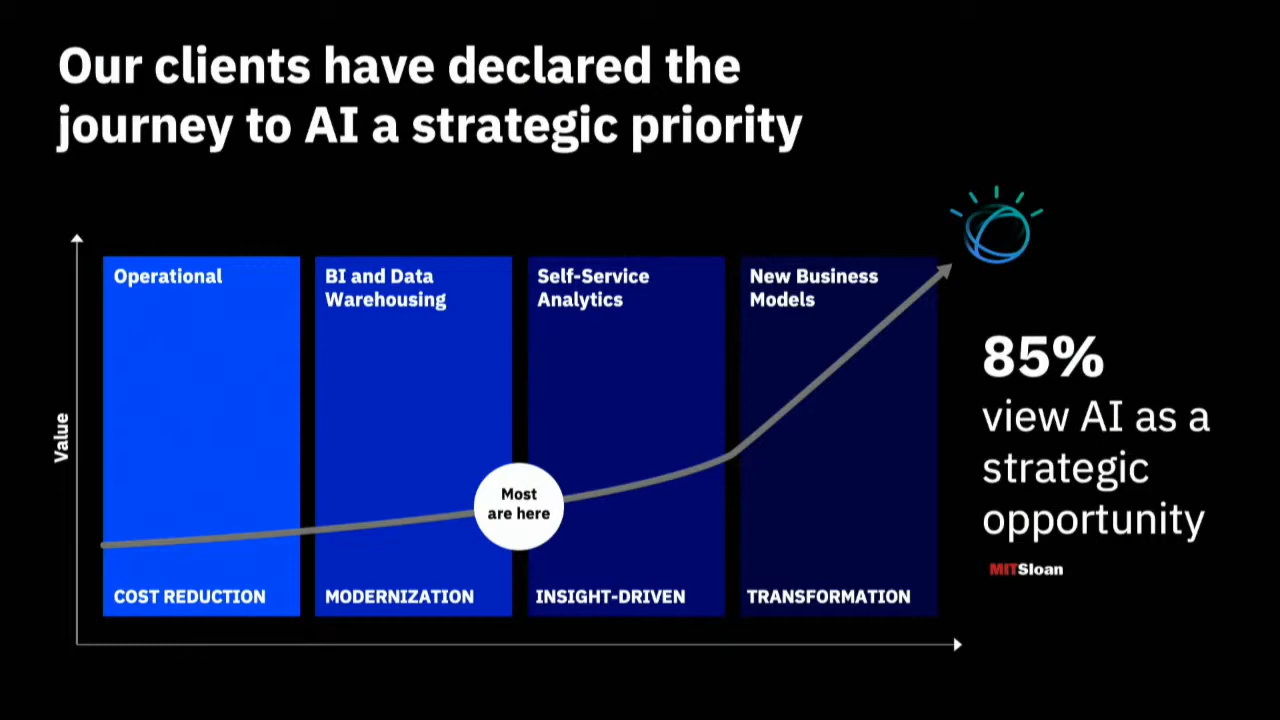 Our clients have declared the
journey to AI a strategic priority
Value
Operational
COST REDUCTION
BI and Data
Warehousing
MODERNIZATION
Most
are here
Self-Service
Analytics
INSIGHT-DRIVEN
New Business
Models
TRANSFORMATION
85%
view AI as a
strategic
opportunity
MITSloan